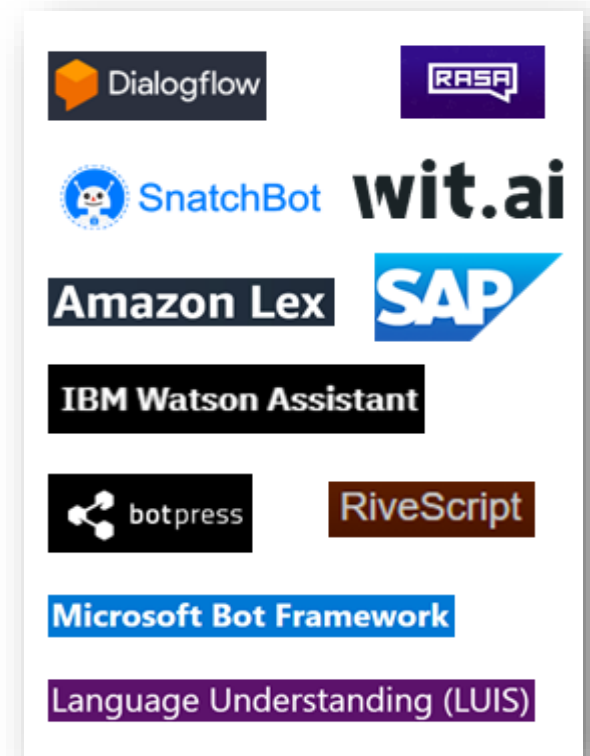 Dialogflow
RASA
SnatchBot
wit.ai
Amazon Lex
SAP
IBM Watson Assistant
botpress
RiveScript
Microsoft Bot Framework
Language Understanding (LUIS)